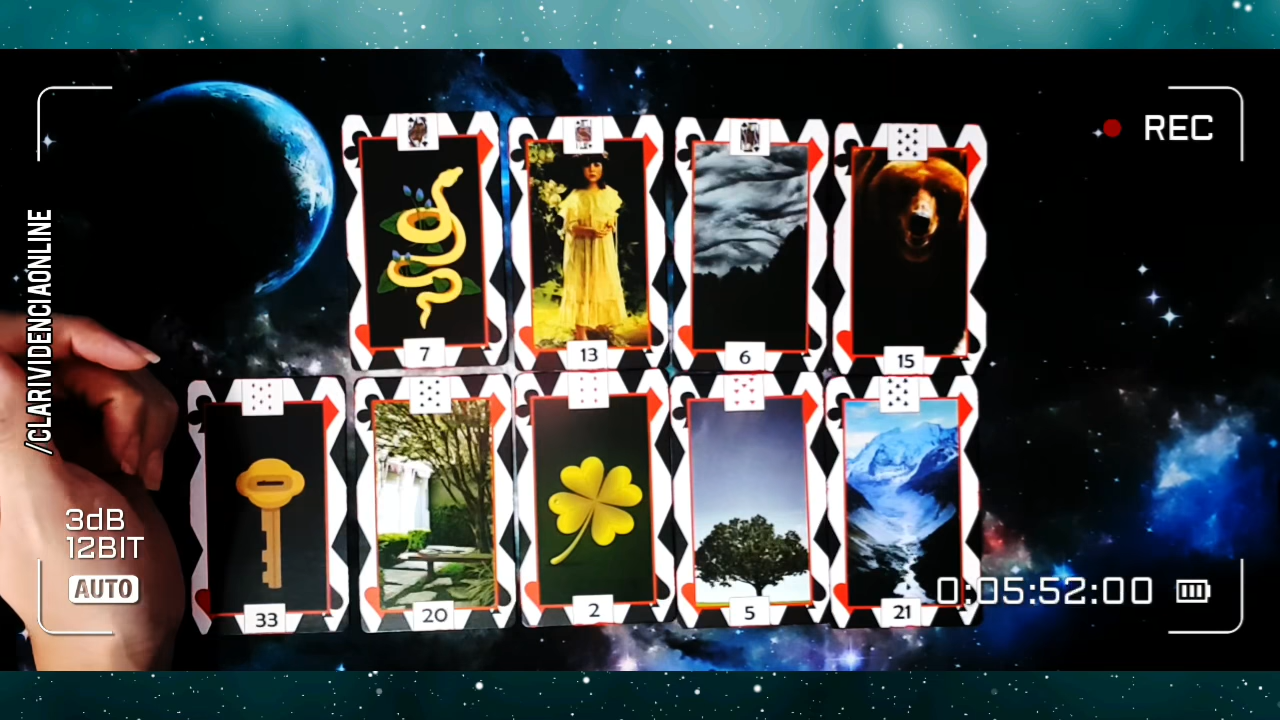 REC
/CLARIVIDENCIAONLINE
7
13
6
15
3dB
12BIT
AUTO
33
20
2
5
21
0:05:52:00